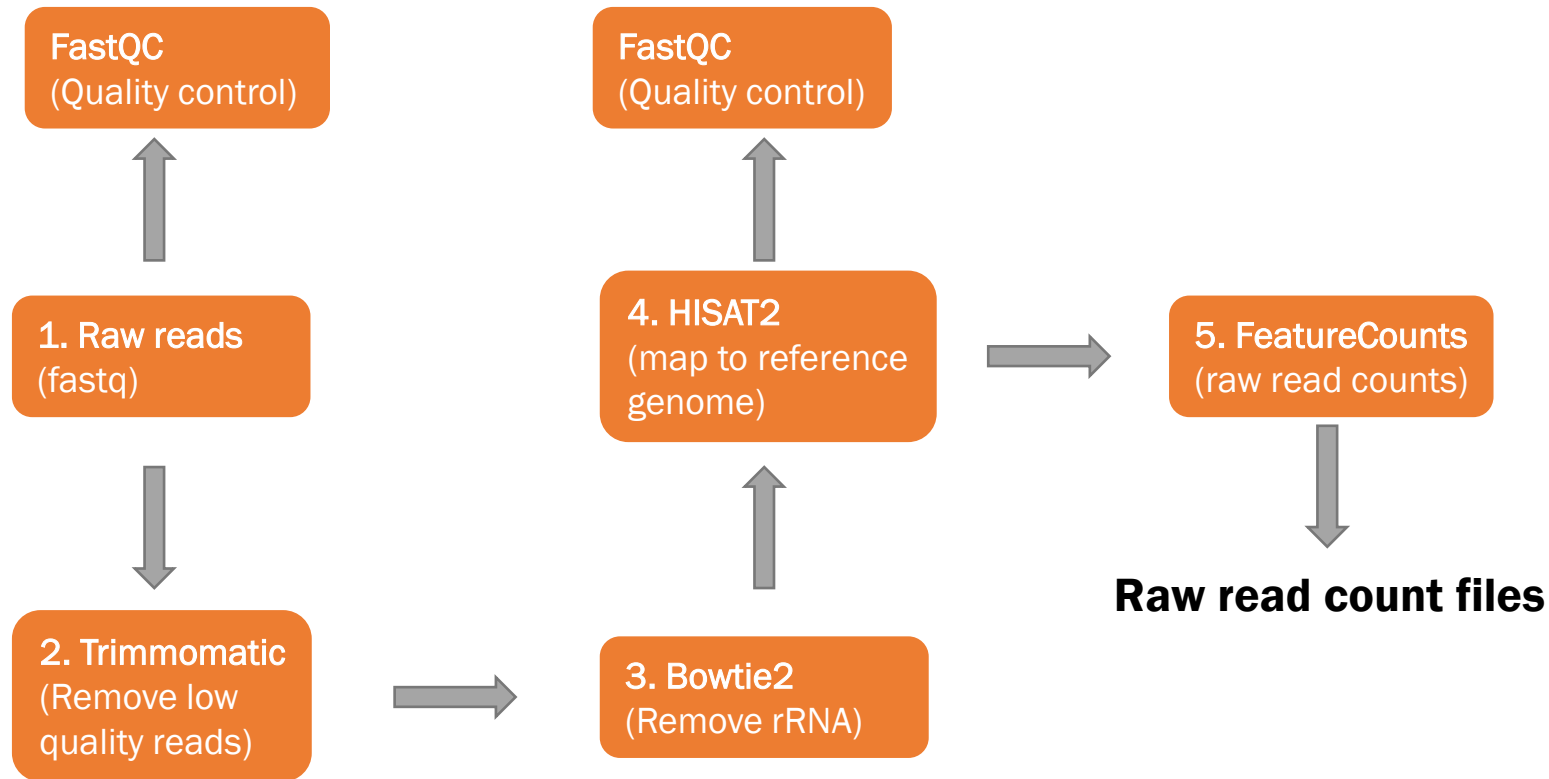 FastQC
(Quality control)
FastQC
(Quality control)
1. Raw reads
(fastq)
4. HISAT2
(map to reference
genome)
5. FeatureCounts
(raw read counts)
Raw read count files
2. Trimmomatic
(Remove low
quality reads)
3. Bowtie2
(Remove rRNA)